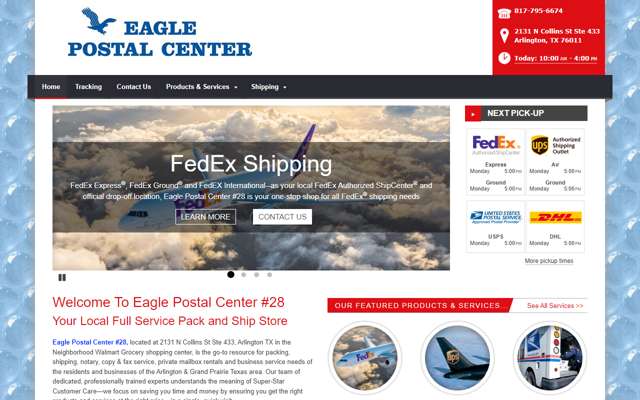 EAGLE
POSTAL CENTER
817-795-6674
2131 N Collins St Ste 433
Arlington, TX 76011
Today: 10:00 AM - 4:00 PM
Home Tracking Contact Us Products & Services Shipping
FedEx Shipping
FedEx Express®, FedEx Ground® and FedEX International--as your local FedEx Authorized ShipCenter® and
official drop-off location, Eagle Postal Center #28 is your one-stop shop for all FedEx® shipping needs
LEARN MORE CONTACT US
NEXT PICK-UP
FedEx
Authorized ShipCenter
Express
Monday 5:00 PM
Ground
Monday 5:00 PM
ups Authorized
Shipping
Outlet
Air
Monday 5:00 PM
Ground
Monday 5:00 PM
UNITED STATES
POSTAL SERVICE
Approved Postal Provider
USPS
Monday 5:00 PM
DHL
DHL
Monday 5:00 PM
More pickup times
Welcome To Eagle Postal Center #28
Your Local Full Service Pack and Ship Store
Eagle Postal Center #28, located at 2131 N Collins St Ste 433, Arlington TX in the
Neighborhood Walmart Grocery shopping center, is the go-to resource for packing,
shipping, notary, copy & fax service, private mailbox rentals and business service needs of
the residents and businesses of the Arlington & Grand Prairie Texas area. Our team of
dedicated, professionally trained experts understands the meaning of Super-Star
Customer Care—we focus on saving you time and money by ensuring you get the right
OUR FEATURED PRODUCTS & SERVICES...
See All Services >>